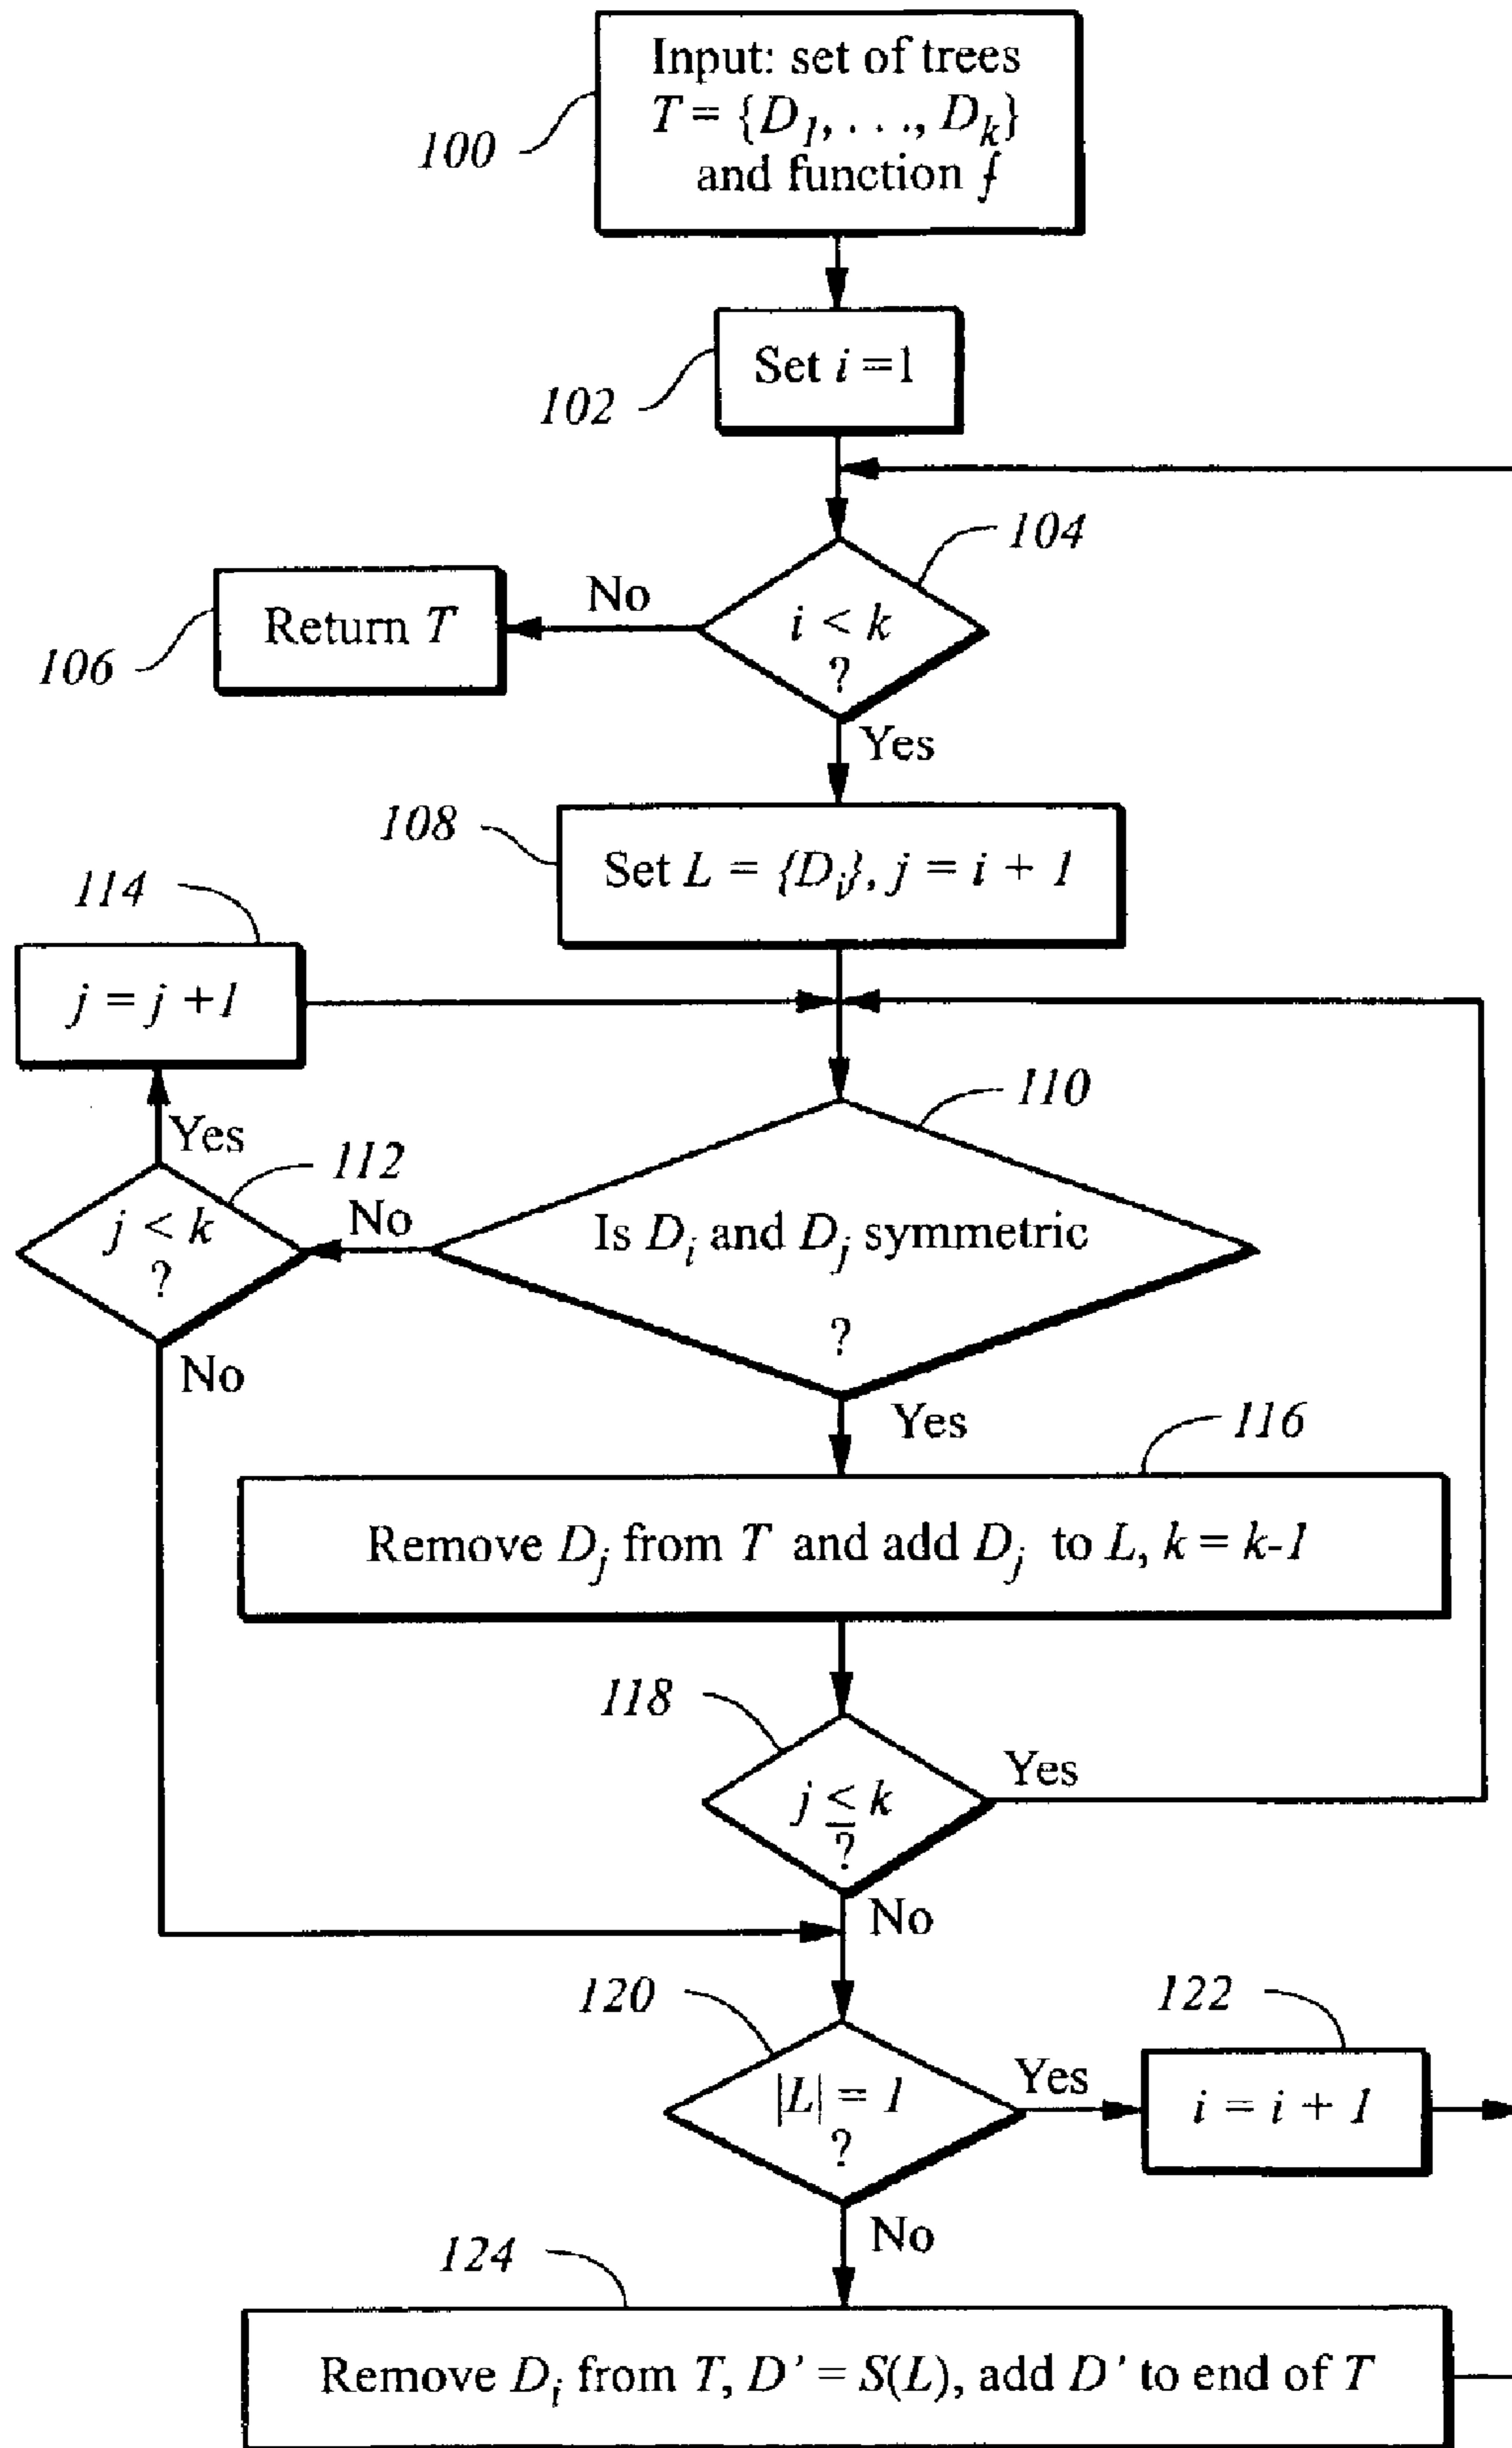 Input: set of trees
T = {D1, . . ., Dk}
and function f
100
Set i =1
102
104
i < k
?
No
Return T
106
Yes
108
Set L = {Di}, j = i + 1
114
j = j +1
110
Yes
112
j < k
?
No
Is Di and Dj symmetric
?
No
Yes
116
Remove Dj from T and add Dj to L, k = k-1
118
j ≤ k
?
Yes
No
120
|L| = 1
?
Yes
122
i = i + 1
No
124
Remove Di from T, D' = S(L), add D' to end of T